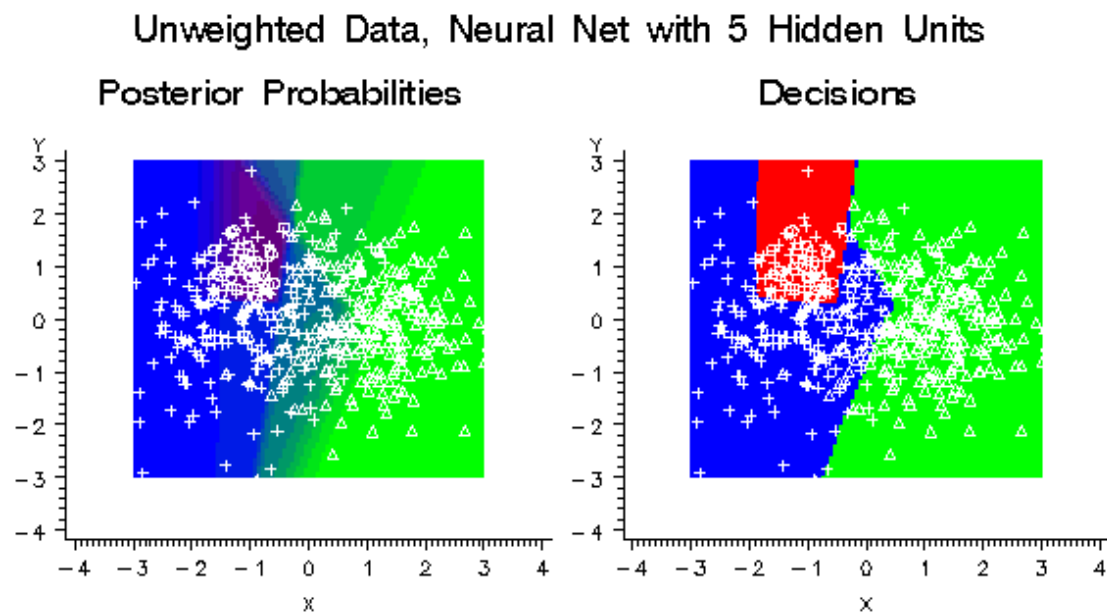 Unweighted Data, Neural Net with 5 Hidden Units
Posterior Probabilities
Decisions
Y
3
2
1
0
-1
-2
-3
-4
-4 -3 -2 -1 0 1 2 3 4
X
Y
3
2
1
0
-1
-2
-3
-4
-4 -3 -2 -1 0 1 2 3 4
X